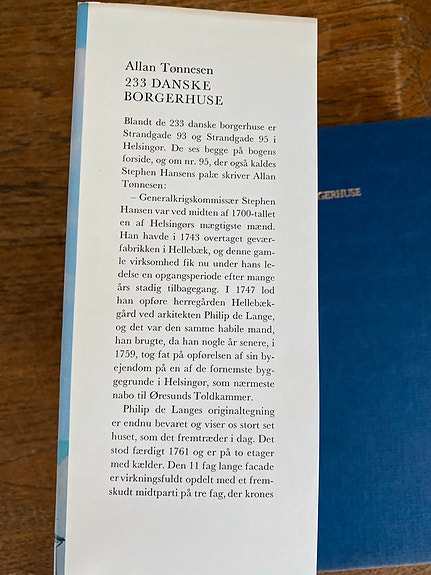 Allan Tønnesen
233 DANSKE
BORGERHUSE
Blandt de 233 danske borgerhuse er
Strandgade 93 og Strandgade 95 i
Helsingør. De ses begge på bogens
forside, og om nr. 95, der også kaldes
Stephen Hansens palæ skriver Allan
Tønnesen:
– Generalkrigskommissær Stephen
Hansen var ved midten af 1700-tallet
en af Helsingørs mægtigste mænd.
Han havde i 1743 overtaget gevær-
fabrikken i Hellebæk, og denne gam-
le virksomhed fik nu under hans le-
delse en opgangsperiode efter mange
års stadig tilbagegang. I 1747 lod
han opføre herregården Hellebæk-
gård ved arkitekten Philip de Lange,
og det var den samme habile mand,
han brugte, da han nogle år senere, i
1759, tog fat på opførelsen af sin by-
ejendom på en af de fornemste byg-
gegrunde i Helsingør, som nærmeste
nabo til Øresunds Toldkammer.
Philip de Langes originaltegning
er endnu bevaret og viser os stort set
huset, som det fremtræder i dag. Det
stod færdigt 1761 og er på to etager
med kælder. Den 11 fag lange facade
er virkningsfuldt opdelt med et frem-
skudt midtparti på tre fag, der krones
GERHUSE